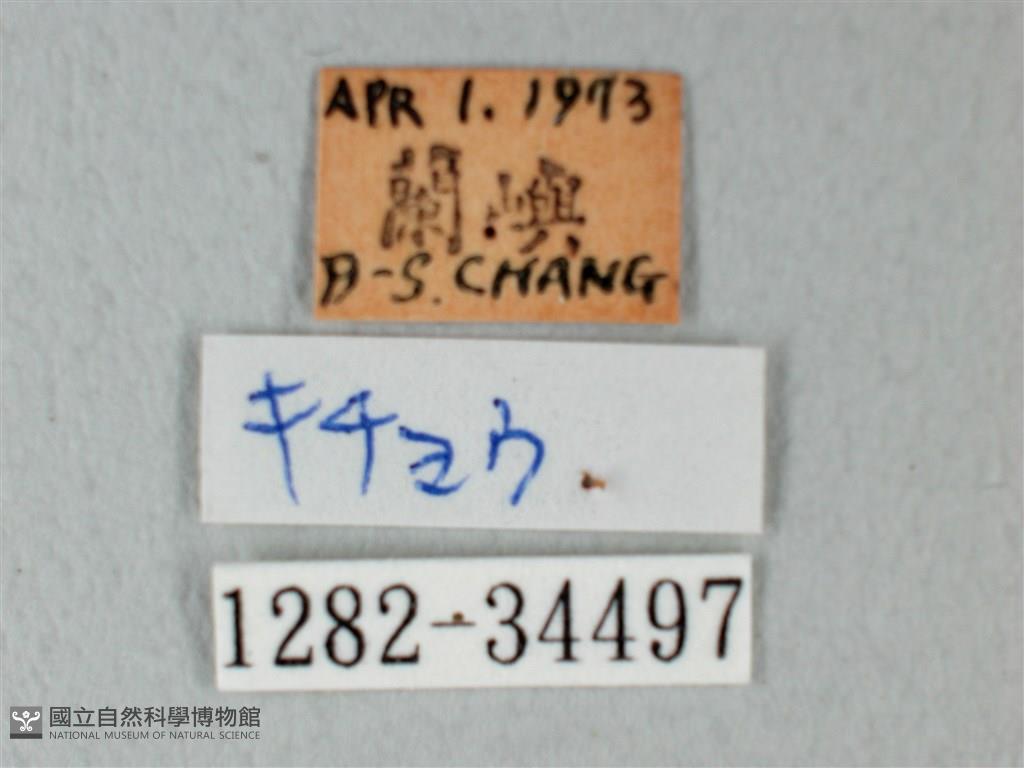 APR 1. 1973
蘭嶼
B-S. CHANG
キチョウ.
1282-34497
國立自然科學博物館
NATIONAL MUSEUM OF NATURAL SCIENCE